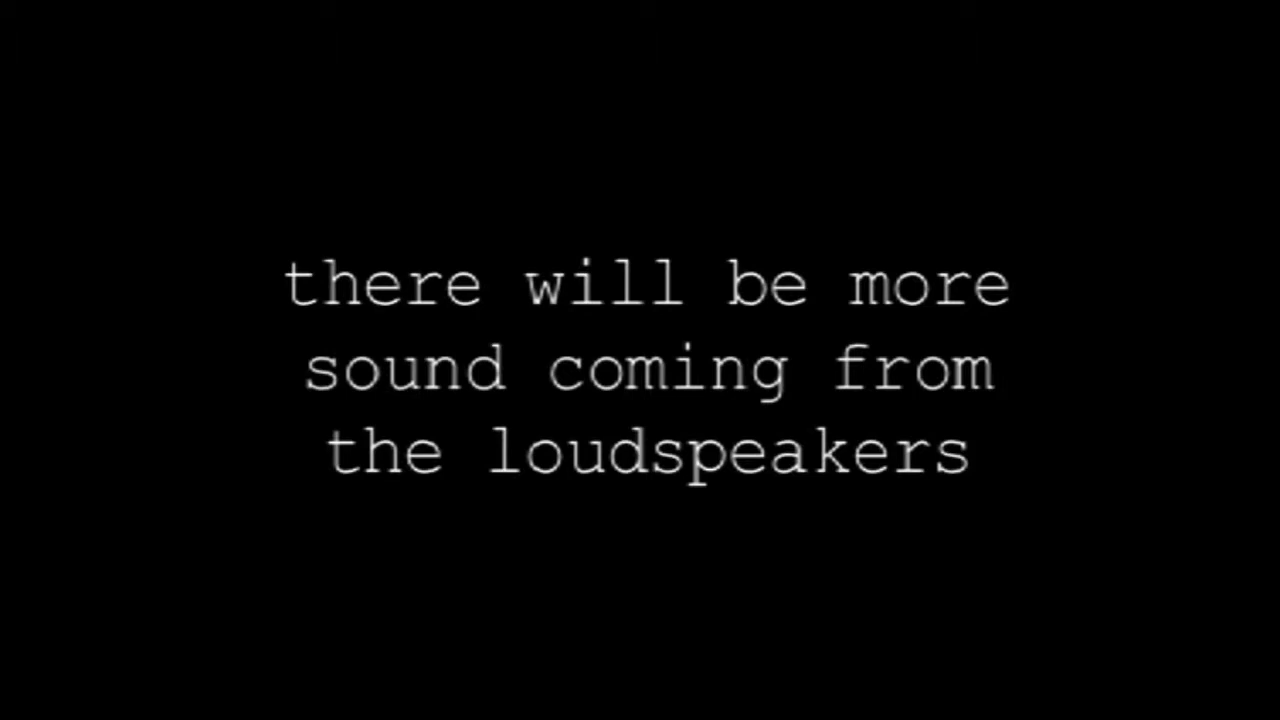 there will be more
sound coming from
the loudspeakers